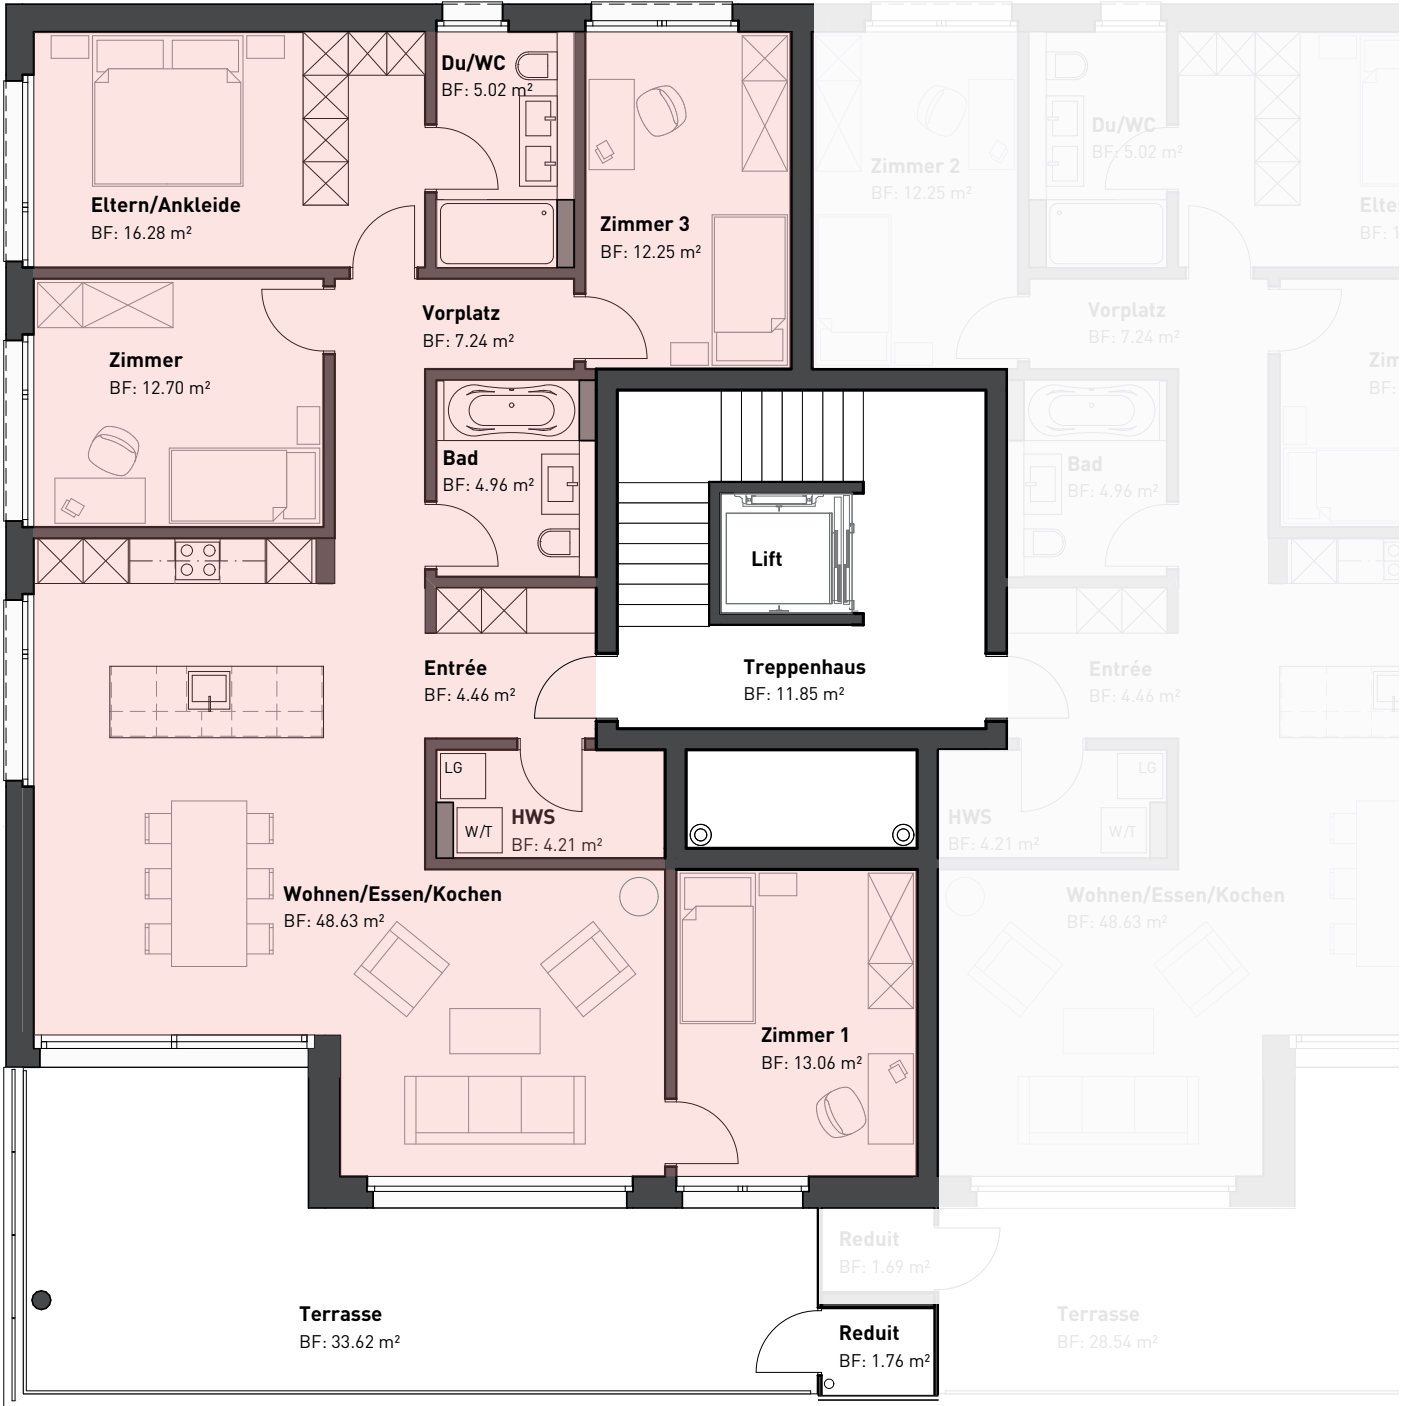 Du/WC
BF: 5.02 m²
Eltern/Ankleide
BF: 16.28 m²
Zimmer 3
BF: 12.25 m²
Zimmer 2
BF: 12.25 m²
Du/WC
BF: 5.02 m²
Elte
BF: 1
Vorplatz
BF: 7.24 m²
Zimmer
BF: 12.70 m²
Vorplatz
BF: 7.24 m²
Zim
BF:
Bad
BF: 4.96 m²
Lift
Bad
BF: 4.96 m²
Entrée
BF: 4.46 m²
Treppenhaus
BF: 11.85 m²
Entrée
BF: 4.46 m²
LG
W/T
HWS
BF: 4.21 m²
HWS
BF: 4.21 m²
LG
W/T
Wohnen/Essen/Kochen
BF: 48.63 m²
Wohnen/Essen/Kochen
BF: 48.63 m²
Zimmer 1
BF: 13.06 m²
Reduit
BF: 1.69 m²
Terrasse
BF: 33.62 m²
Reduit
BF: 1.76 m²
Terrasse
BF: 28.54 m²